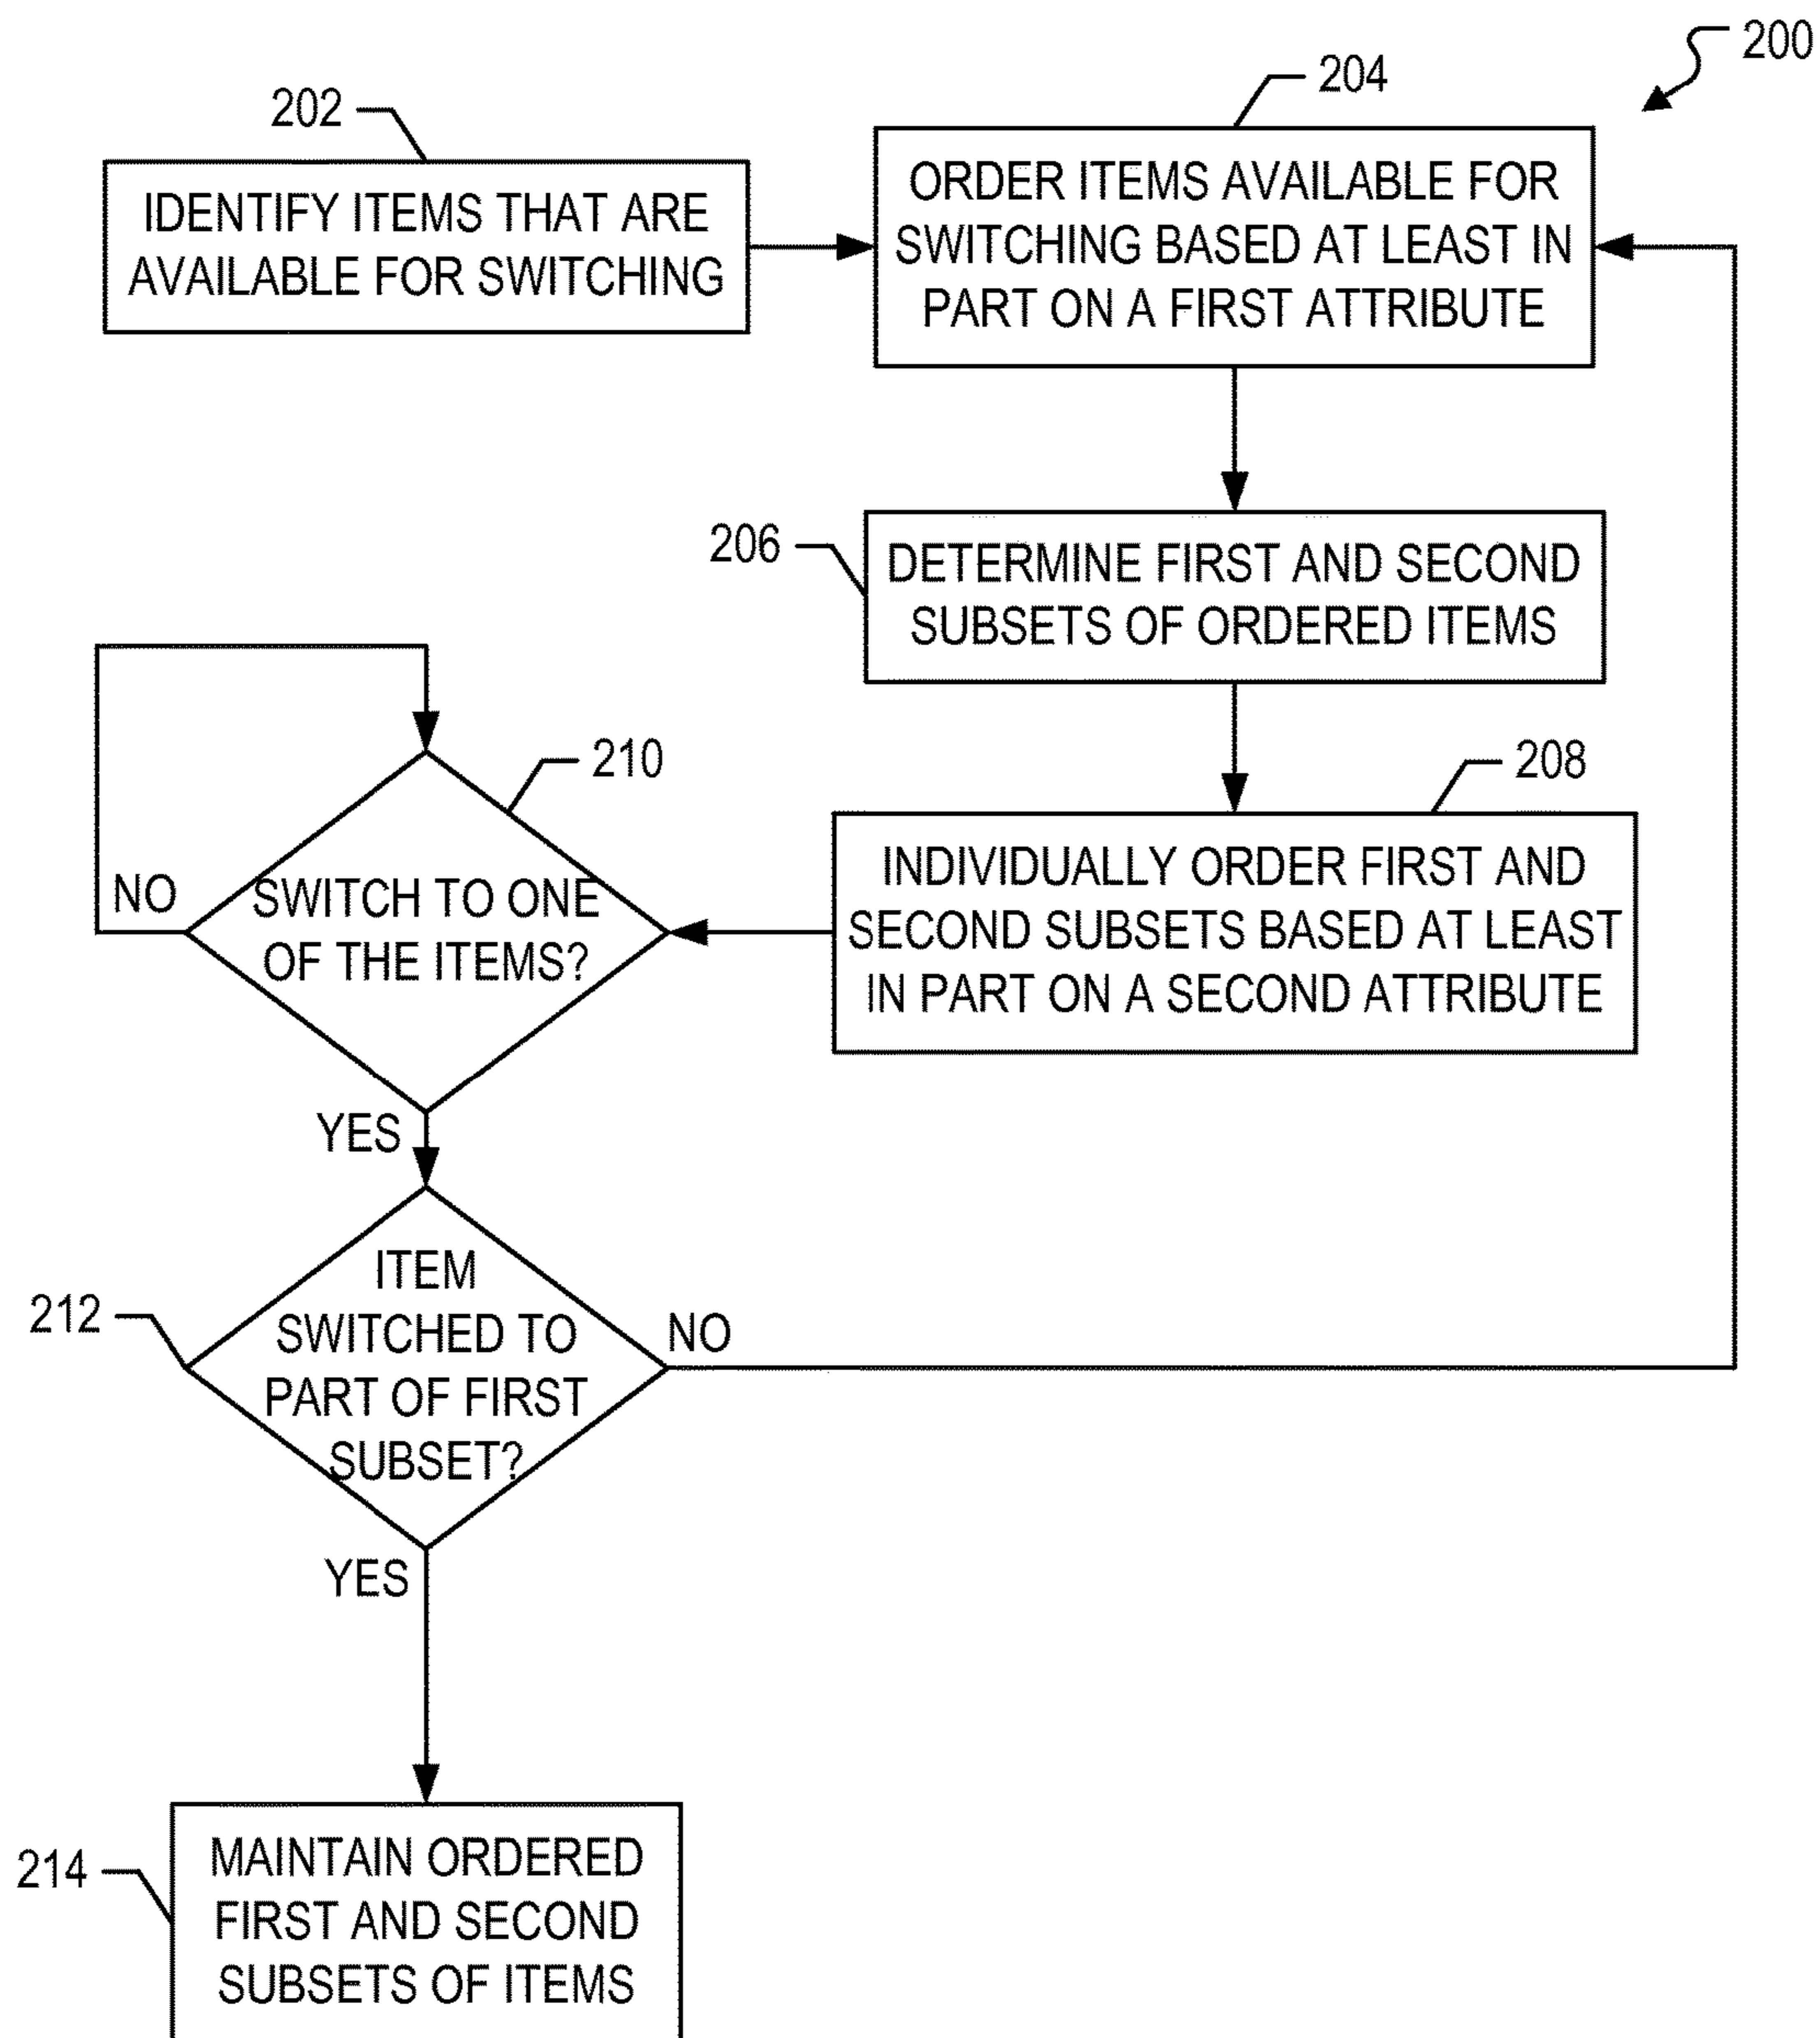 200
202
204
IDENTIFY ITEMS THAT ARE
AVAILABLE FOR SWITCHING
ORDER ITEMS AVAILABLE FOR
SWITCHING BASED AT LEAST IN
PART ON A FIRST ATTRIBUTE
206
DETERMINE FIRST AND SECOND
SUBSETS OF ORDERED ITEMS
208
INDIVIDUALLY ORDER FIRST AND
SECOND SUBSETS BASED AT LEAST
IN PART ON A SECOND ATTRIBUTE
210
NO
SWITCH TO ONE
OF THE ITEMS?
YES
212
ITEM
SWITCHED TO
PART OF FIRST
SUBSET?
NO
YES
214
MAINTAIN ORDERED
FIRST AND SECOND
SUBSETS OF ITEMS